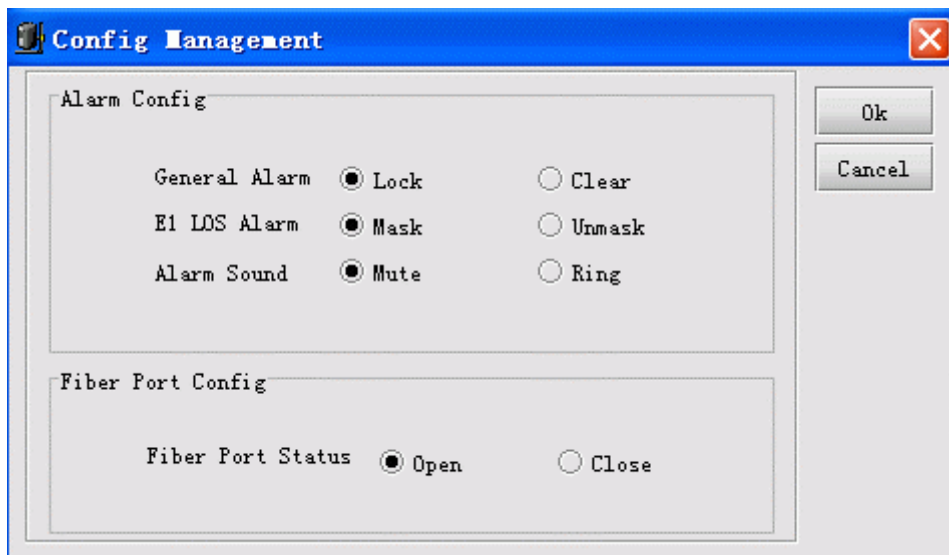 Config Management
Alarm Config
Ok
Cancel
General Alarm Lock Clear
E1 LOS Alarm Mask Unmask
Alarm Sound Mute Ring
Fiber Port Config
Fiber Port Status Open Close